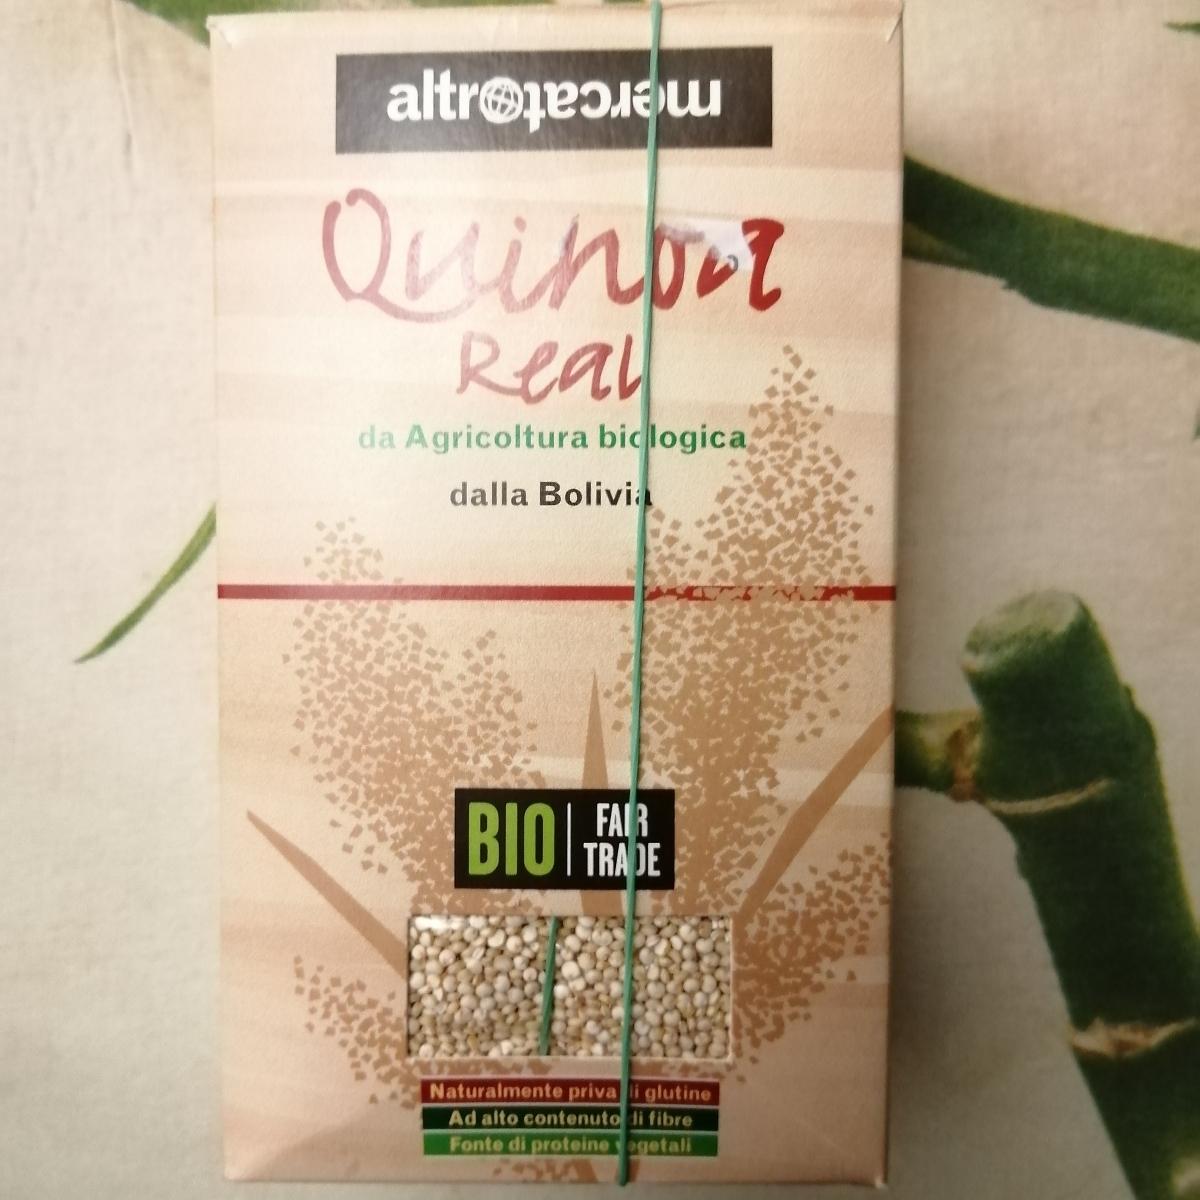 altromercato
Quinoa
Real
da Agricoltura biologica
dalla Bolivia
BIO FAIR
TRADE
Naturalmente priva di glutine
Ad alto contenuto di fibre
Fonte di proteine vegetali